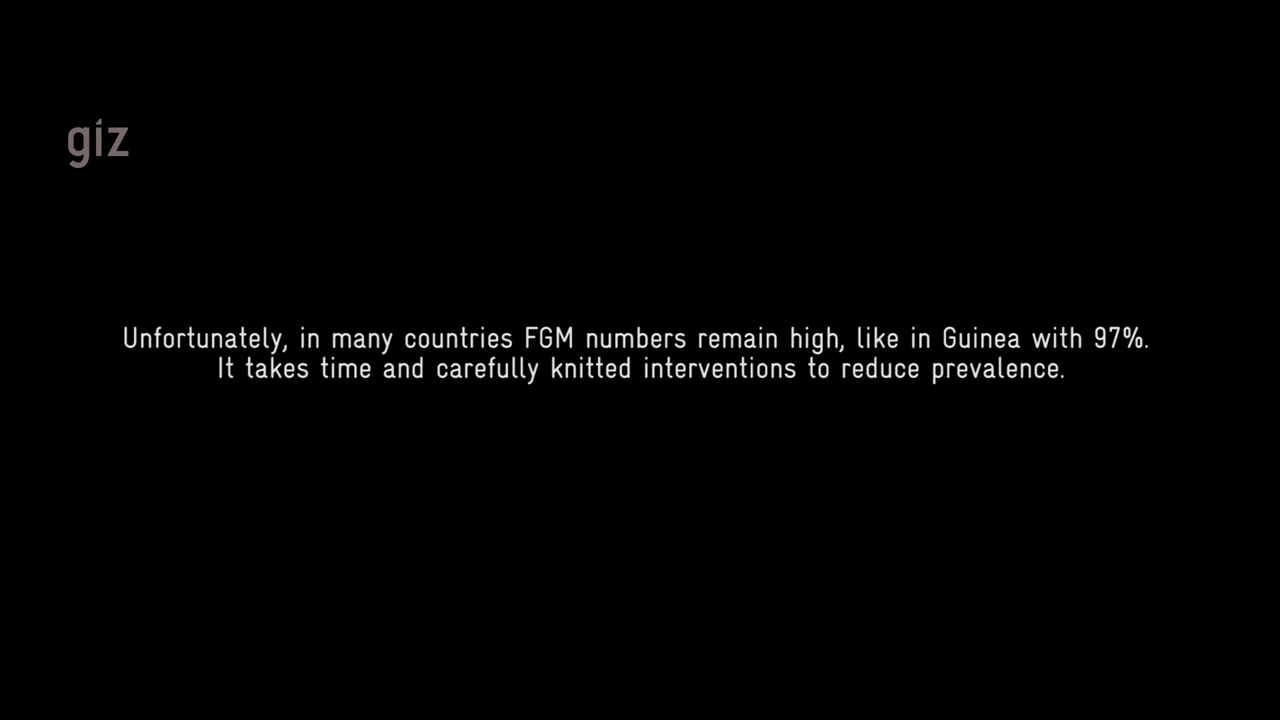 giz
Unfortunately, in many countries FGM numbers remain high, like in Guinea with 97%.
It takes time and carefully knitted interventions to reduce prevalence.